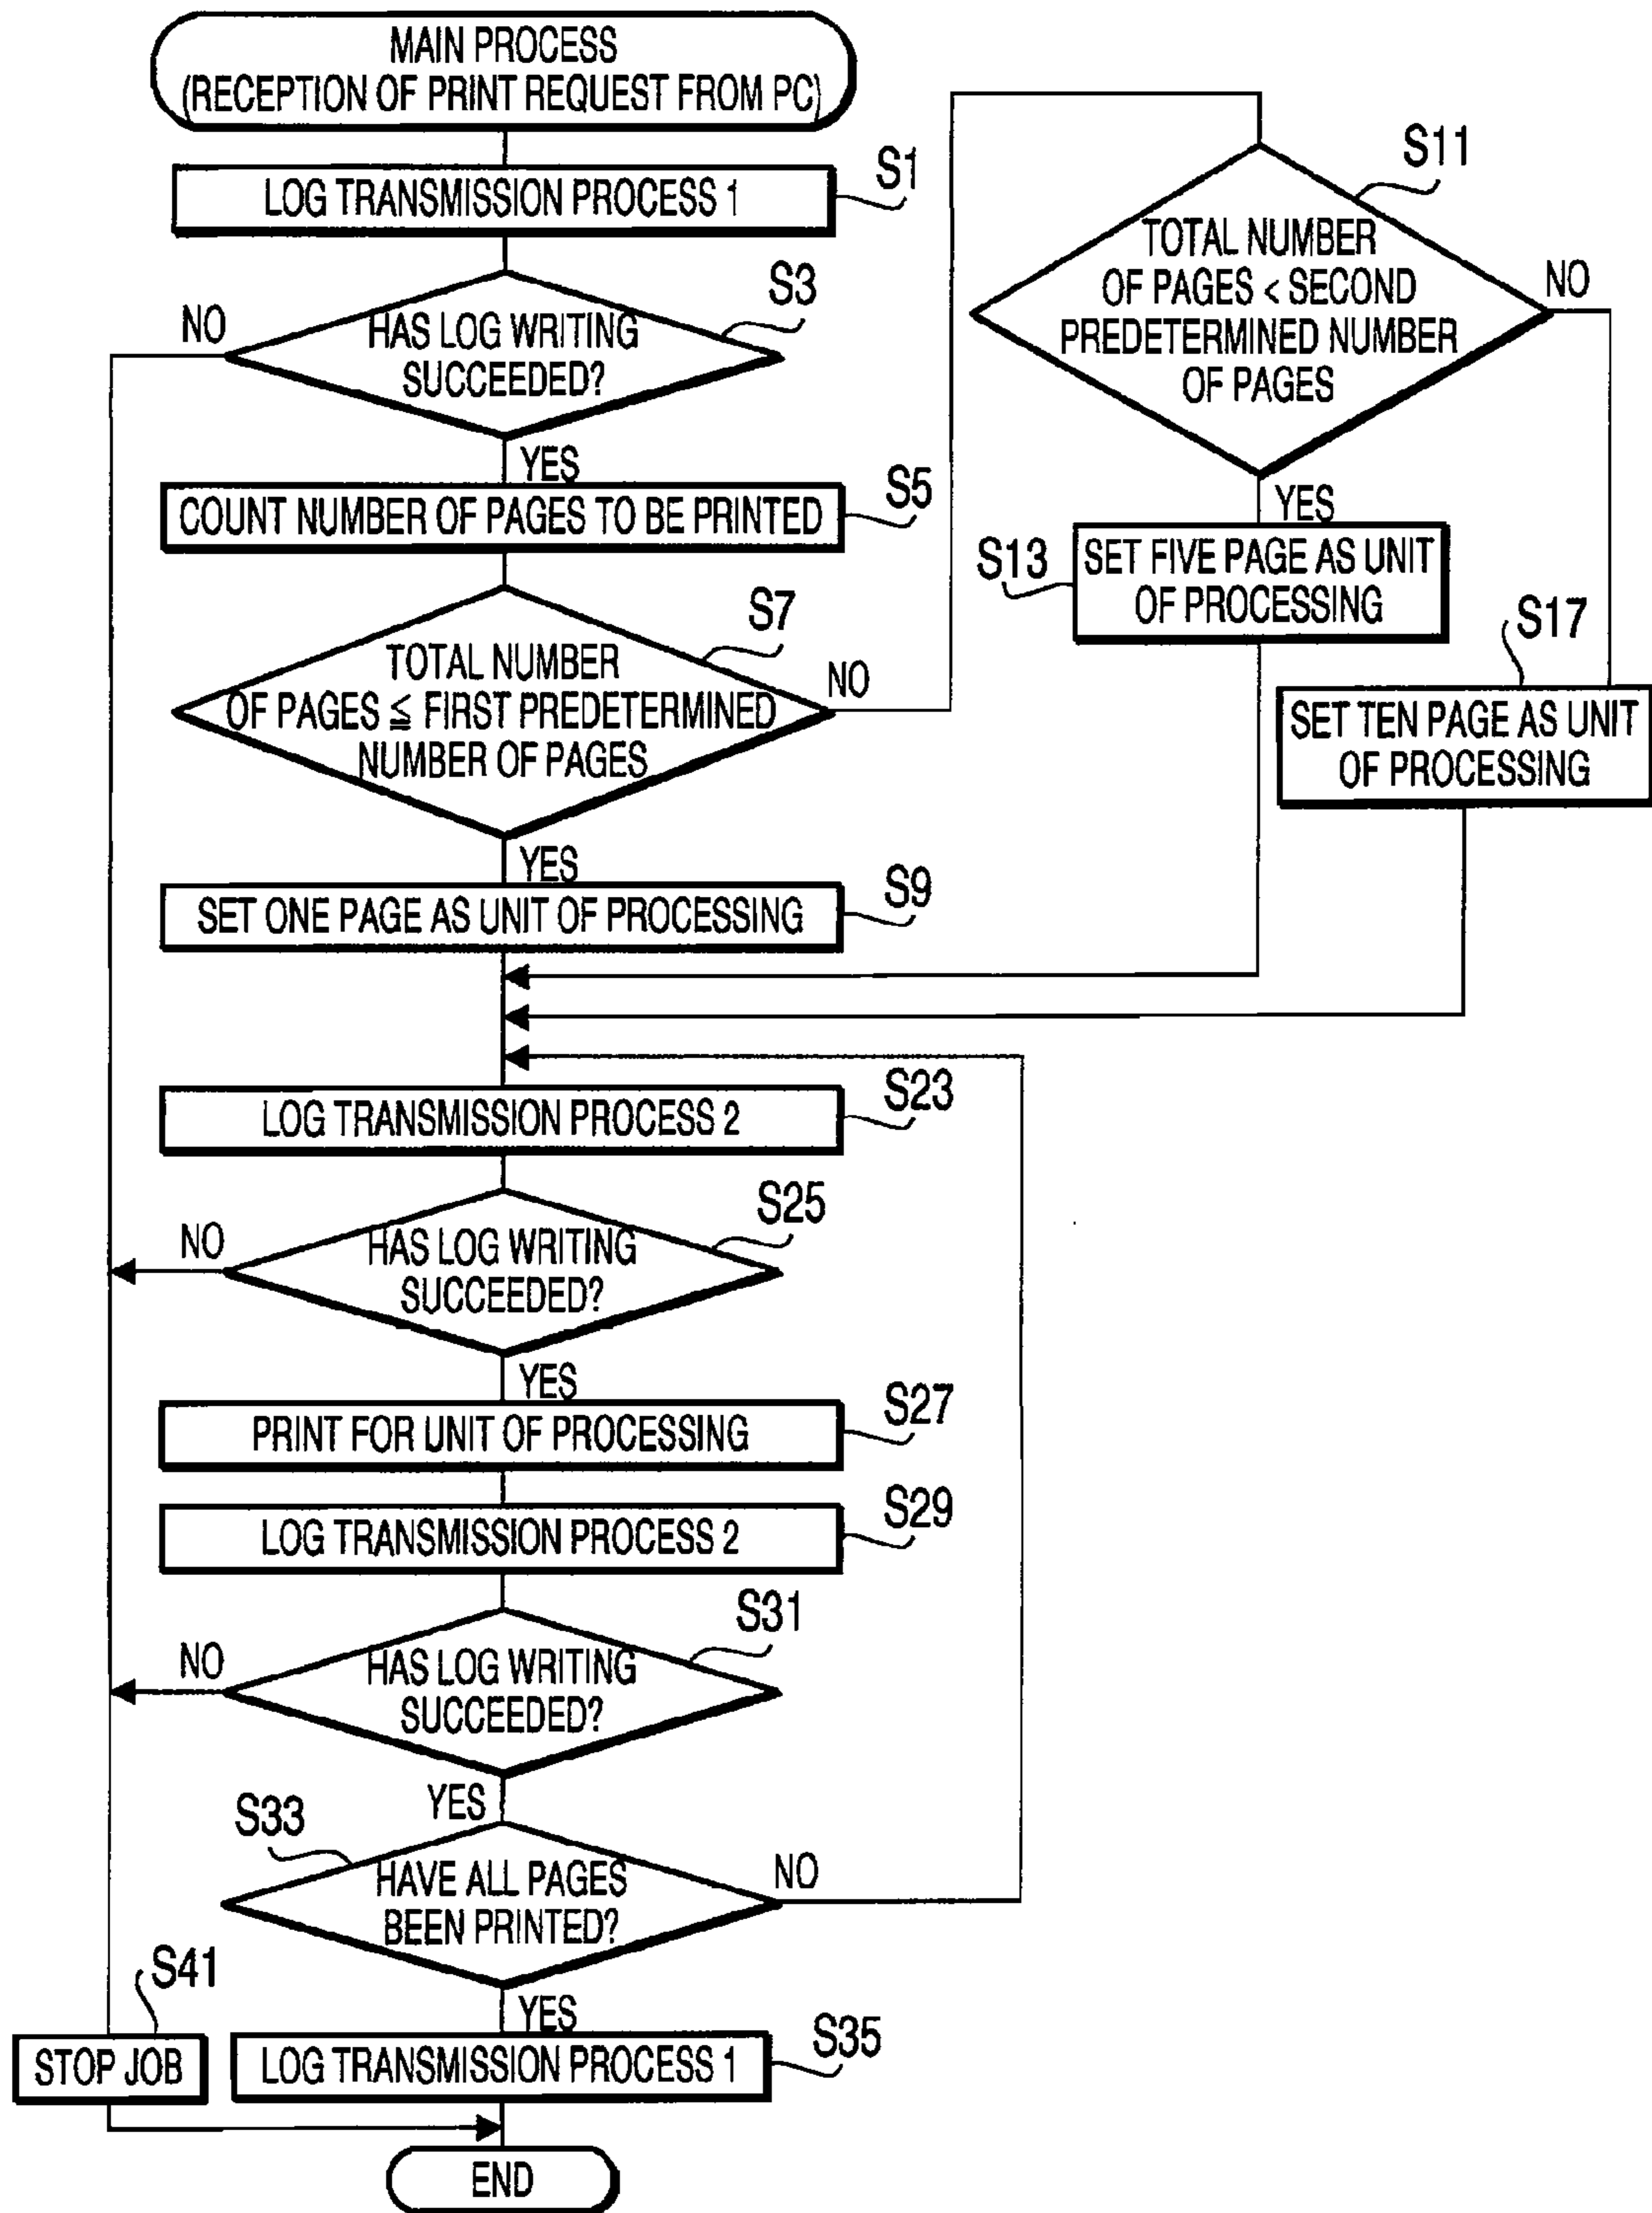 MAIN PROCESS
(RECEPTION OF PRINT REQUEST FROM PC)
LOG TRANSMISSION PROCESS 1
S1
HAS LOG WRITING
SUCCEEDED?
S3
NO
YES
COUNT NUMBER OF PAGES TO BE PRINTED
S5
TOTAL NUMBER
OF PAGES ≦ FIRST PREDETERMINED
NUMBER OF PAGES
S7
NO
YES
SET ONE PAGE AS UNIT OF PROCESSING
S9
TOTAL NUMBER
OF PAGES < SECOND
PREDETERMINED NUMBER
OF PAGES
S11
NO
YES
S13
SET FIVE PAGE AS UNIT
OF PROCESSING
S17
SET TEN PAGE AS UNIT
OF PROCESSING
LOG TRANSMISSION PROCESS 2
S23
HAS LOG WRITING
SUCCEEDED?
S25
NO
YES
PRINT FOR UNIT OF PROCESSING
S27
LOG TRANSMISSION PROCESS 2
S29
HAS LOG WRITING
SUCCEEDED?
S31
NO
YES
S33
HAVE ALL PAGES
BEEN PRINTED?
NO
YES
S41
STOP JOB
LOG TRANSMISSION PROCESS 1
S35
END